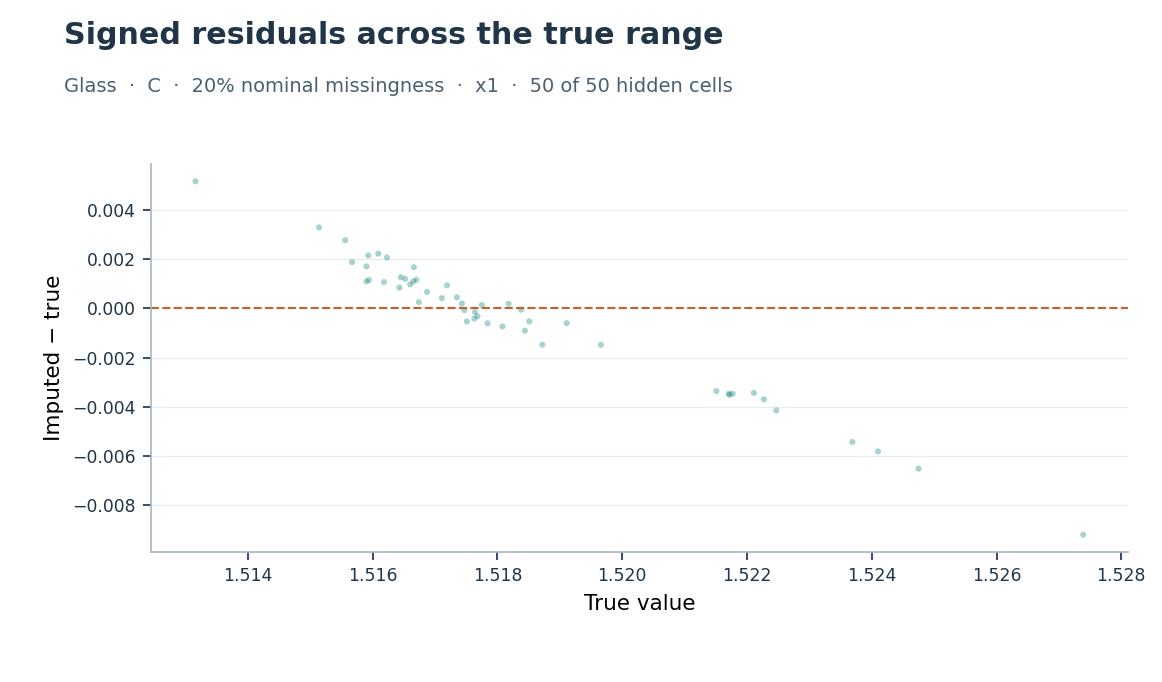 Signed residuals across the true range
Glass · C · 20% nominal missingness · x1 · 50 of 50 hidden cells
Imputed − true
0.004
0.002
0.000
−0.002
−0.004
−0.006
−0.008
1.514 1.516 1.518 1.520 1.522 1.524 1.526 1.528
True value